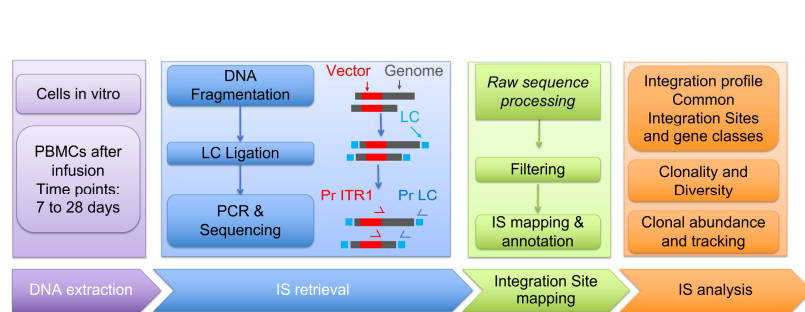 Cells in vitro
PBMCs after
infusion
Time points:
7 to 28 days
DNA extraction
DNA
Fragmentation
LC Ligation
PCR &
Sequencing
Vector
Genome
LC
Pr ITR1
Pr LC
IS retrieval
Raw sequence
processing
Filtering
IS mapping &
annotation
Integration Site
mapping
Integration profile
Common
Integration Sites
and gene classes
Clonality and
Diversity
Clonal abundance
and tracking
IS analysis